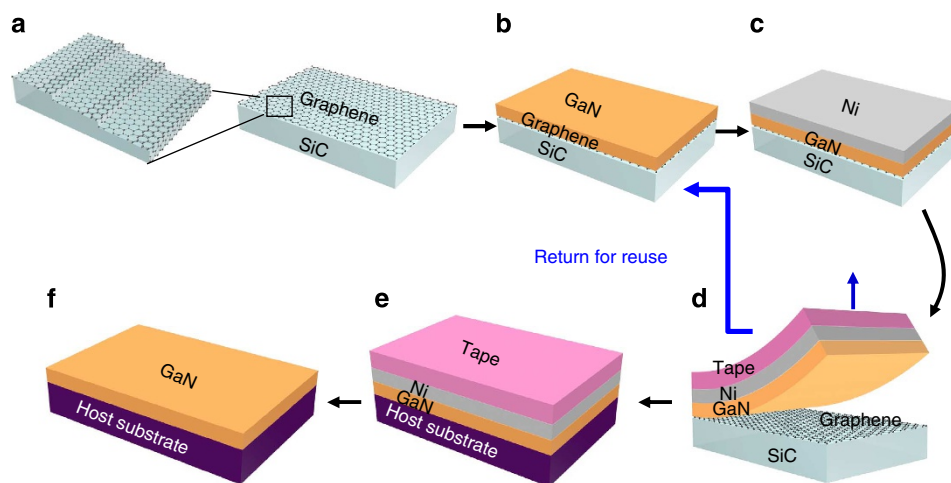 a
b
c
Graphene
SiC
GaN
Graphene
SiC
Ni
GaN
SiC
Return for reuse
f
e
d
GaN
Host substrate
Tape
Ni
GaN
Host substrate
Tape
Ni
GaN
Graphene
SiC